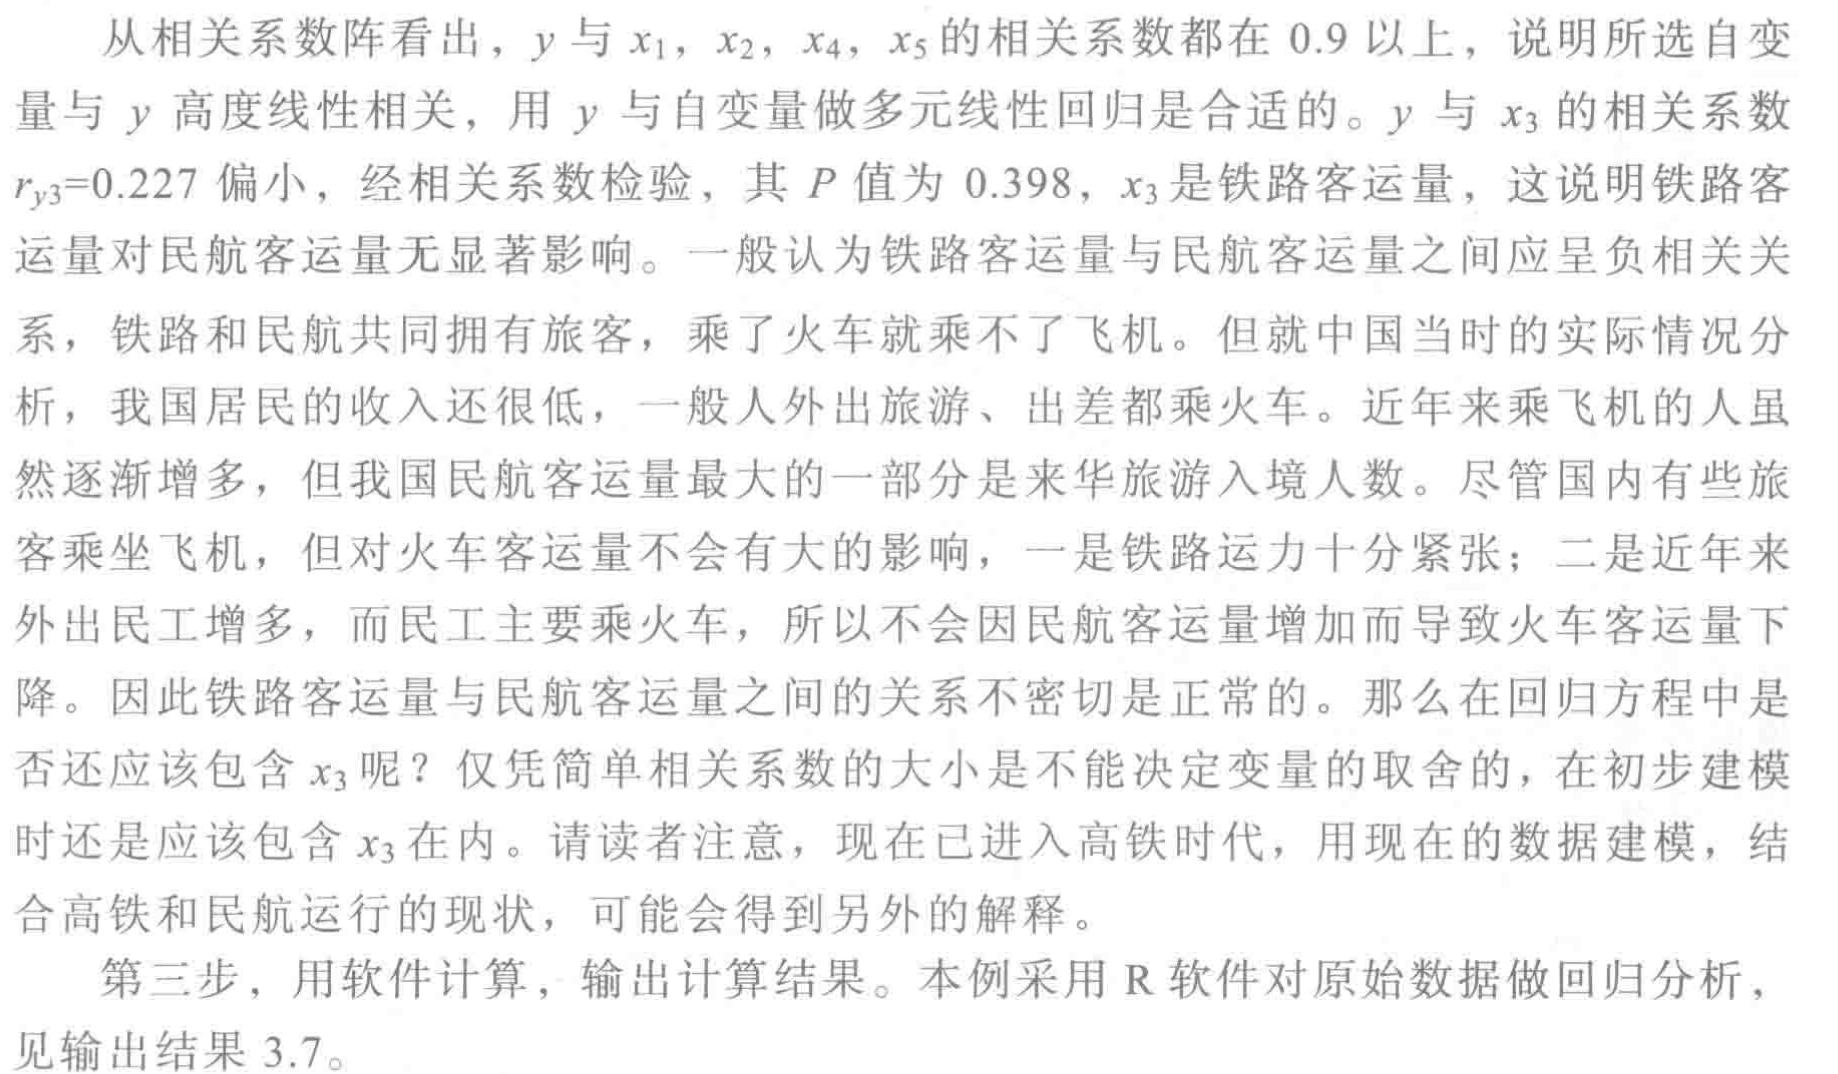 从相关系数阵看出，y 与 x₁，x₂，x₄，x₅的相关系数都在 0.9 以上，说明所选自变
量与 y 高度线性相关，用 y 与自变量做多元线性回归是合适的。y 与 x₃ 的相关系数
r_{y3}=0.227 偏小，经相关系数检验，其 P 值为 0.398，x₃是铁路客运量，这说明铁路客
运量对民航客运量无显著影响。一般认为铁路客运量与民航客运量之间应呈负相关关
系，铁路和民航共同拥有旅客，乘了火车就乘不了飞机。但就中国当时的实际情况分
析，我国居民的收入还很低，一般人外出旅游、出差都乘火车。近年来乘飞机的人虽
然逐渐增多，但我国民航客运量最大的一部分是来华旅游入境人数。尽管国内有些旅
客乘坐飞机，但对火车客运量不会有大的影响，一是铁路运力十分紧张；二是近年来
外出民工增多，而民工主要乘火车，所以不会因民航客运量增加而导致火车客运量下
降。因此铁路客运量与民航客运量之间的关系不密切是正常的。那么在回归方程中是
否还应该包含 x₃呢？仅凭简单相关系数的大小是不能决定变量的取舍的，在初步建模
时还是应该包含 x₃在内。请读者注意，现在已进入高铁时代，用现在的数据建模，结
合高铁和民航运行的现状，可能会得到另外的解释。
第三步，用软件计算，输出计算结果。本例采用 R 软件对原始数据做回归分析，
见输出结果 3.7。